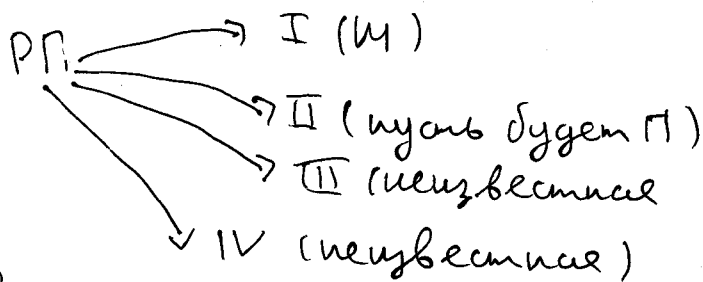 РП → I (Щ)
→ II (пусть будет П)
→ III (неизвестная
→ IV (неизвестная)